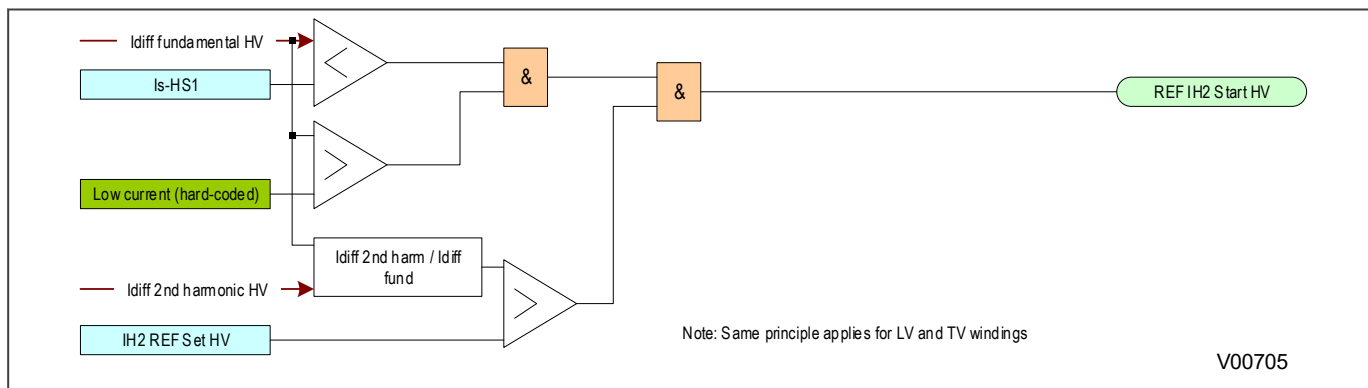 Idiff fundamental HV
Is-HS1
<
&
&
REF IH2 Start HV
>
Low current (hard-coded)
Idiff 2nd harm / Idiff
fund
Idiff 2nd harmonic HV
>
IH2 REF Set HV
Note: Same principle applies for LV and TV windings
V00705